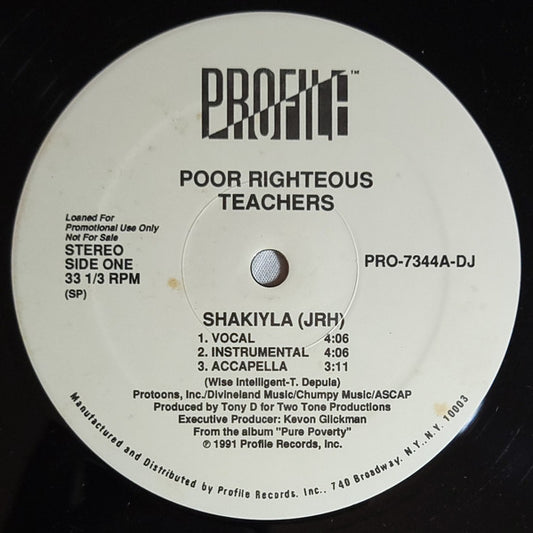 PROFILE™
POOR RIGHTEOUS
TEACHERS
Loaned For
Promotional Use Only
Not For Sale
STEREO
SIDE ONE
33 1/3 RPM
(SP)
PRO-7344A-DJ
SHAKIYLA (JRH)
1. VOCAL 4:06
2. INSTRUMENTAL 4:06
3. ACCAPELLA 3:11
(Wise Intelligent-T. Depula)
Protoons, Inc./Divineland Music/Chumpy Music/ASCAP
Produced by Tony D for Two Tone Productions
Executive Producer: Kevon Glickman
From the album "Pure Poverty"
℗ 1991 Profile Records, Inc.
Manufactured and Distributed by Profile Records, Inc., 740 Broadway, N.Y., N.Y. 10003